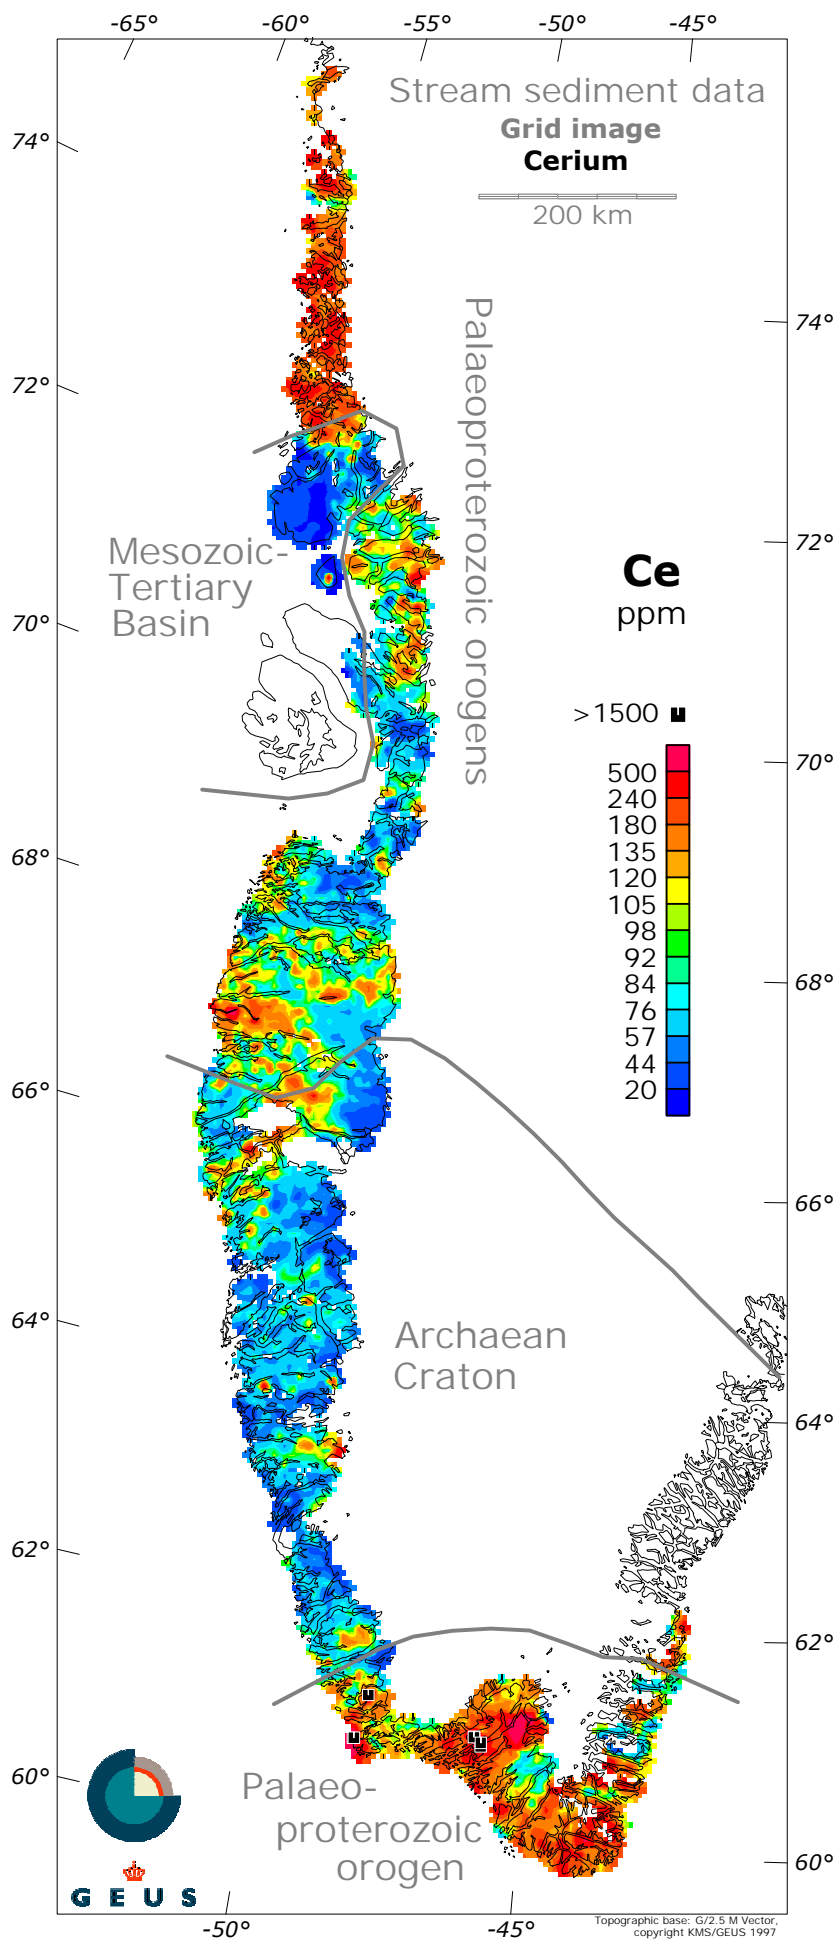 -65° -60° -55° -50° -45°
Stream sediment data
Grid image
Cerium
200 km
74°
74°
72°
72°
70°
70°
68°
68°
66°
66°
64°
64°
62°
62°
60°
60°
Palaeoproterozoic orogens
Mesozoic-
Tertiary
Basin
Ce
ppm
>1500
500
240
180
135
120
105
98
92
84
76
57
44
20
Archaean
Craton
Palaeo-
proterozoic
orogen
G E U S
-50° -45°
Topographic base: G/2.5 M Vector,
copyright KMS/GEUS 1997